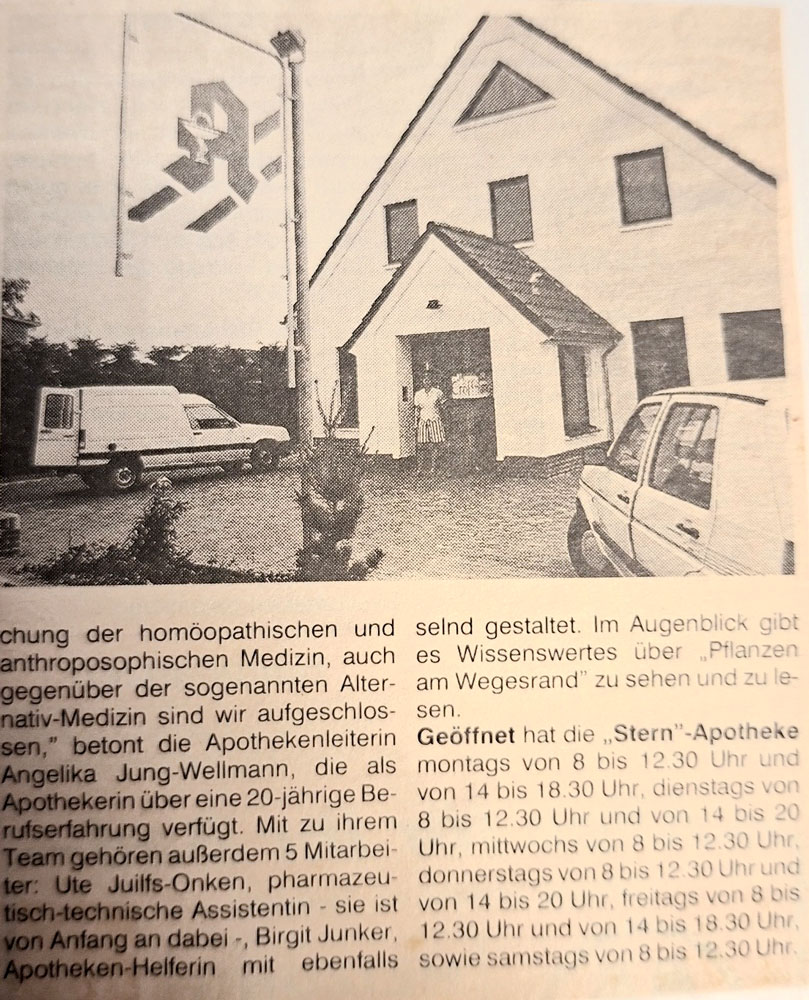 A
chung der homöopathischen und
anthroposophischen Medizin, auch
gegenüber der sogenannten Alter-
nativ-Medizin sind wir aufgeschlos-
sen,” betont die Apothekenleiterin
Angelika Jung-Wellmann, die als
Apothekerin über eine 20-jährige Be-
rufserfahrung verfügt. Mit zu ihrem
Team gehören außerdem 5 Mitarbei-
ter: Ute Juilfs-Onken, pharmazeu-
tisch-technische Assistentin - sie ist
von Anfang an dabei -, Birgit Junker,
Apotheken-Helferin mit ebenfalls
selnd gestaltet. Im Augenblick gibt
es Wissenswertes über „Pflanzen
am Wegesrand” zu sehen und zu le-
sen.
Geöffnet hat die „Stern”-Apotheke
montags von 8 bis 12.30 Uhr und
von 14 bis 18.30 Uhr, dienstags von
8 bis 12.30 Uhr und von 14 bis 20
Uhr, mittwochs von 8 bis 12.30 Uhr,
donnerstags von 8 bis 12.30 Uhr und
von 14 bis 20 Uhr, freitags von 8 bis
12.30 Uhr und von 14 bis 18.30 Uhr,
sowie samstags von 8 bis 12.30 Uhr.